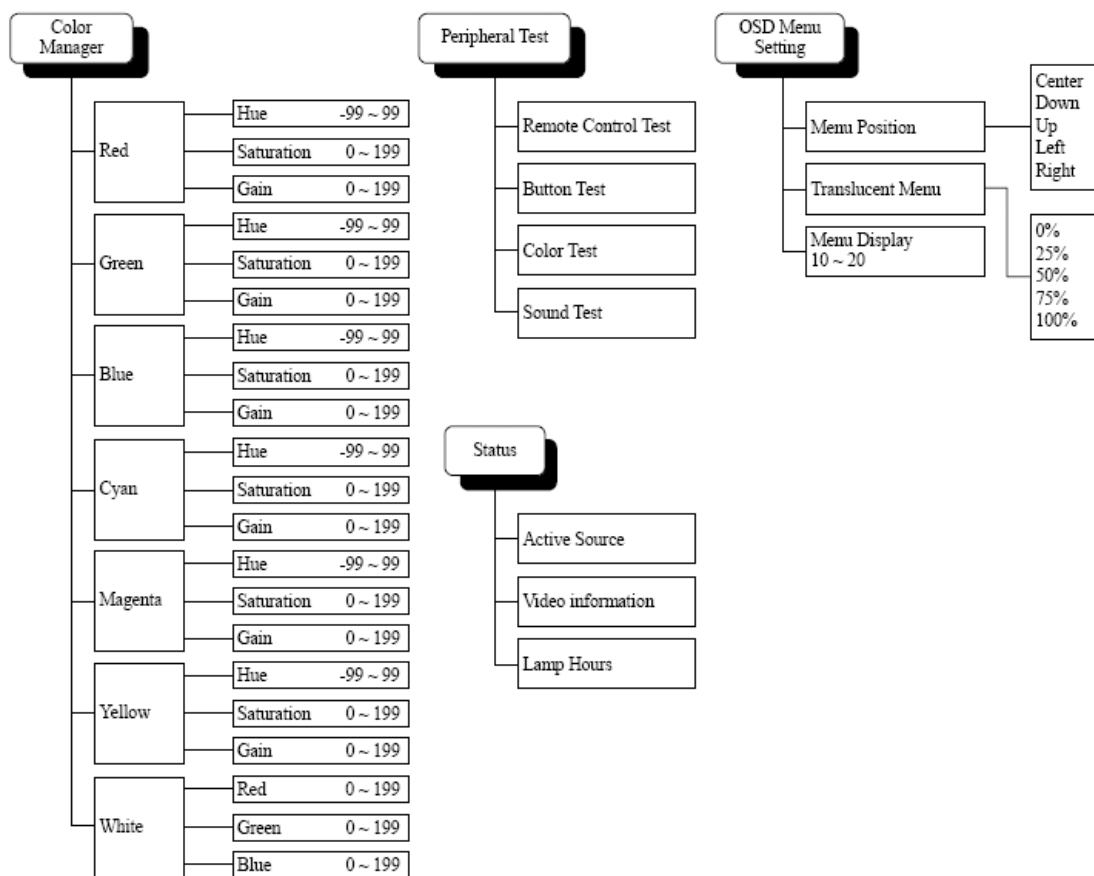 Color
Manager
Red
Hue -99 ~ 99
Saturation 0 ~ 199
Gain 0 ~ 199
Green
Hue -99 ~ 99
Saturation 0 ~ 199
Gain 0 ~ 199
Blue
Hue -99 ~ 99
Saturation 0 ~ 199
Gain 0 ~ 199
Cyan
Hue -99 ~ 99
Saturation 0 ~ 199
Gain 0 ~ 199
Magenta
Hue -99 ~ 99
Saturation 0 ~ 199
Gain 0 ~ 199
Yellow
Hue -99 ~ 99
Saturation 0 ~ 199
Gain 0 ~ 199
White
Red 0 ~ 199
Green 0 ~ 199
Blue 0 ~ 199
Peripheral Test
Remote Control Test
Button Test
Color Test
Sound Test
Status
Active Source
Video information
Lamp Hours
OSD Menu
Setting
Menu Position
Center
Down
Up
Left
Right
Translucent Menu
0%
25%
50%
75%
100%
Menu Display
10 ~ 20